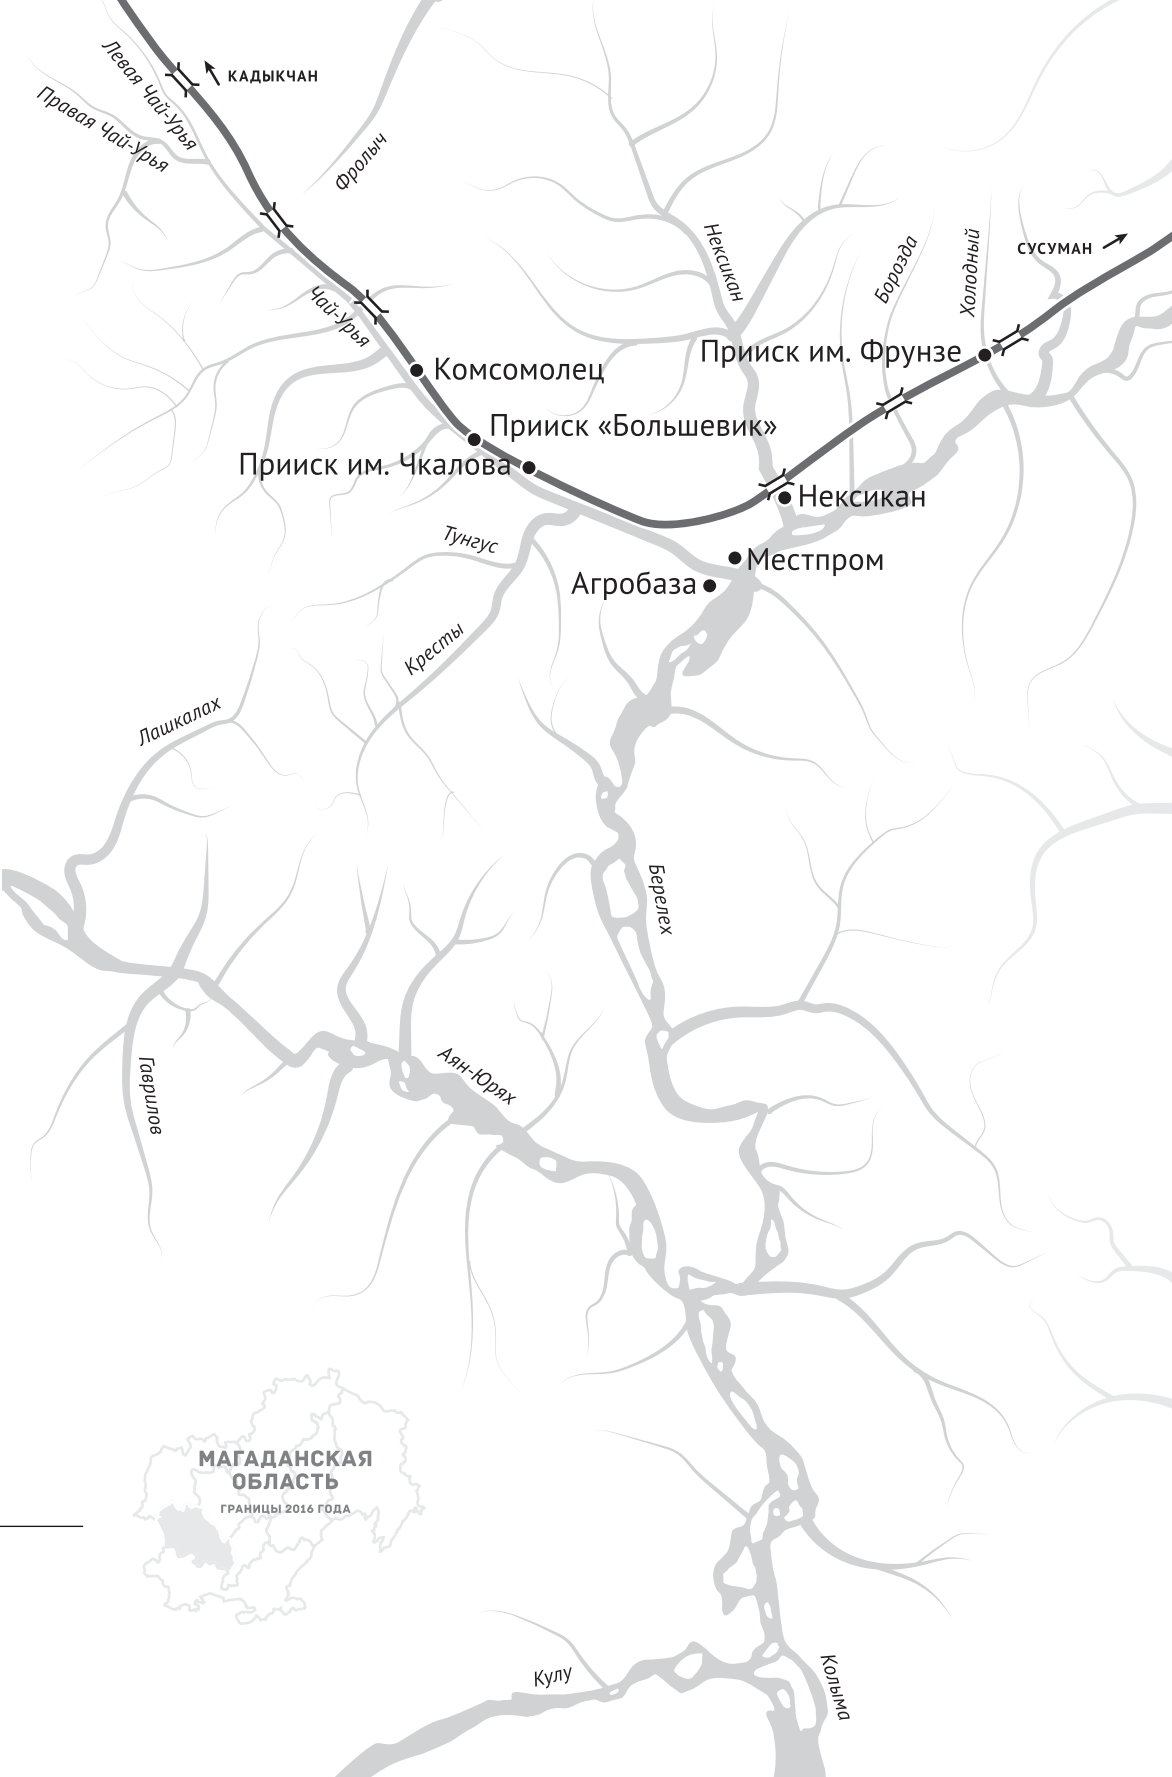 Левая Чай-Урья
КАДЫКЧАН
Правая Чай-Урья
Фролыч
Нексикан
Борозда
Холодный
СУСУМАН
Чай-Урья
Прииск им. Фрунзе
Комсомолец
Прииск «Большевик»
Прииск им. Чкалова
Нексикан
Тунгус
Местпром
Агробаза
Кресты
Лашкалах
Берелех
Аян-Юрях
Гаврилов
МАГАДАНСКАЯ
ОБЛАСТЬ
ГРАНИЦЫ 2016 ГОДА
Кулу
Колыма